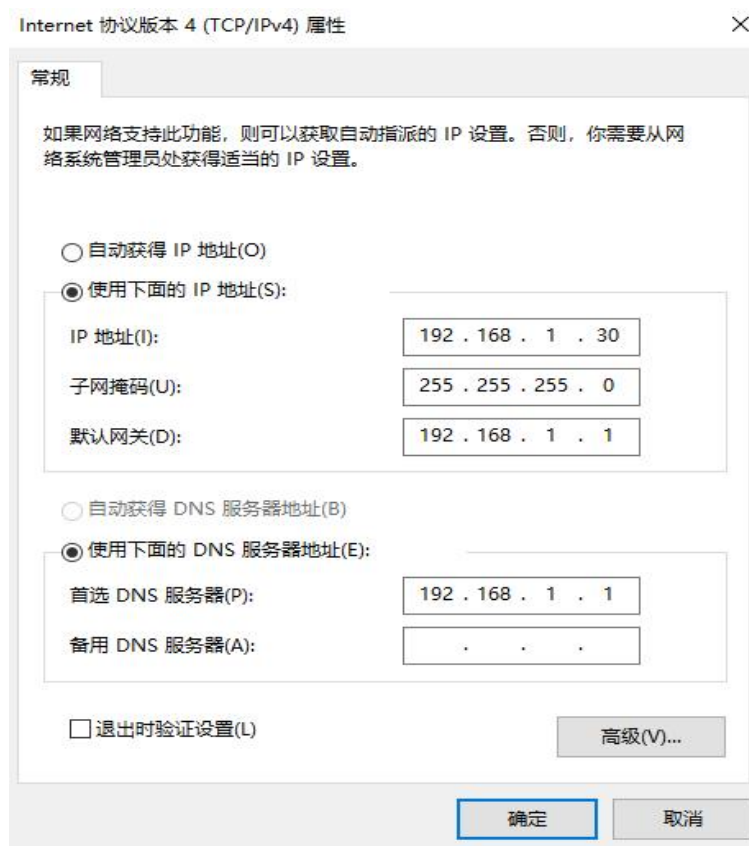 Internet 协议版本 4 (TCP/IPv4) 属性
常规
如果网络支持此功能，则可以获取自动指派的 IP 设置。否则，你需要从网
络系统管理员处获得适当的 IP 设置。
自动获得 IP 地址(O)
使用下面的 IP 地址(S):
IP 地址(I): 192 . 168 . 1 . 30
子网掩码(U): 255 . 255 . 255 . 0
默认网关(D): 192 . 168 . 1 . 1
自动获得 DNS 服务器地址(B)
使用下面的 DNS 服务器地址(E):
首选 DNS 服务器(P): 192 . 168 . 1 . 1
备用 DNS 服务器(A): . . .
退出时验证设置(L)
高级(V)...
确定 取消